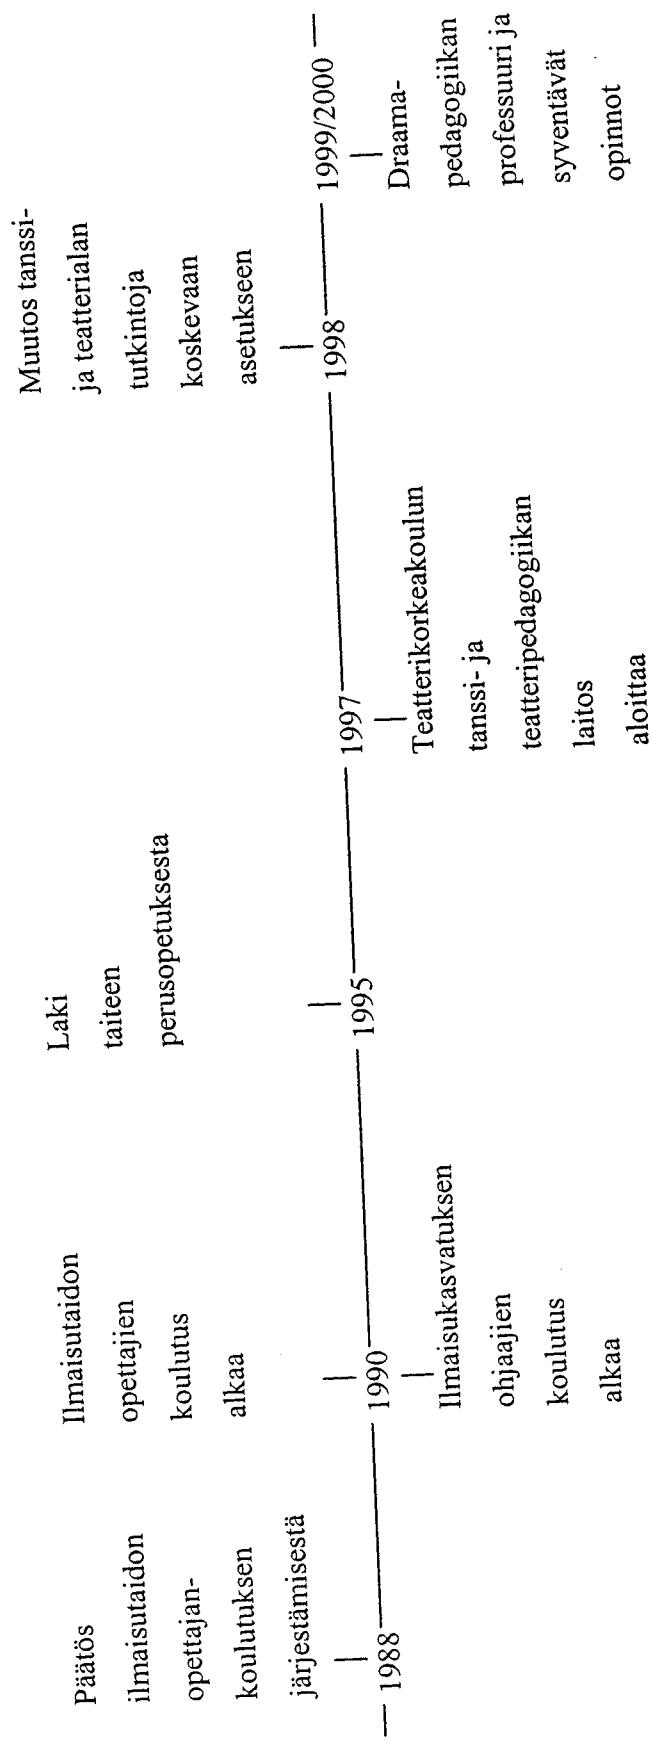 Päätös
ilmaisutaidon
opettajan-
koulutuksen
järjestämisestä
Ilmaisutaidon
opettajien
koulutus
alkaa
Laki
taiteen
perusopetuksesta
Muutos tanssi-
ja teatterialan
tutkintoja
koskevaan
asetukseen
1988 1990 1995 1997 1998 1999/2000
Ilmaisukasvatuksen
ohjaajien
koulutus
alkaa
Teatterikorkeakoulun
tanssi- ja
teatteripedagogiikan
laitos
aloittaa
Draama-
pedagogiikan
professuuri ja
syventävät
opinnot